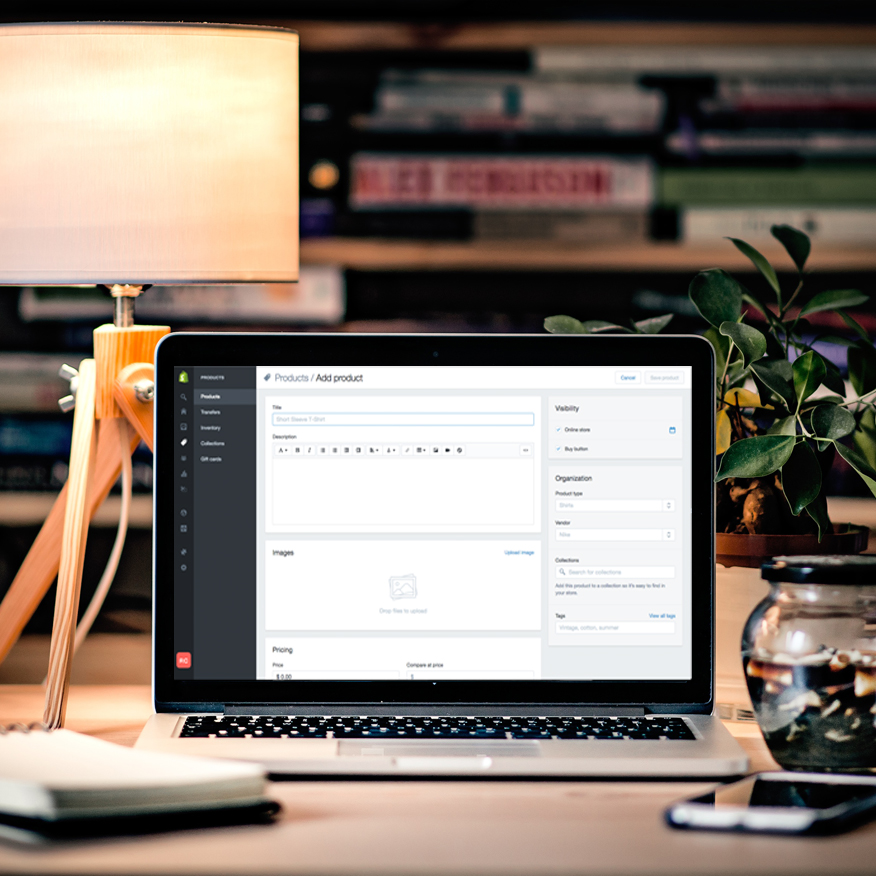 ALEX FERGUSON
PRODUCTS
Products / Add product
Cancel
Save product
Products
Transfers
Inventory
Collections
Gift cards
Title
Short Sleeve T-Shirt
Description
A
B
I
Images
Upload image
Drop files to upload
Pricing
Price
Compare at price
$ 0.00
$
Visibility
Online store
Buy button
Organization
Product type
Shirts
Vendor
Nike
Collections
Search for collections
Add this product to a collection so it's easy to find in
your store.
Tags
View all tags
Vintage, cotton, summer
RC